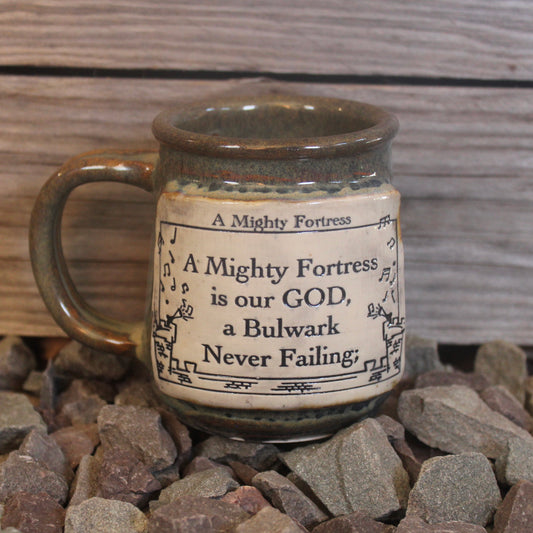 A Mighty Fortress
A Mighty Fortress
is our GOD,
a Bulwark
Never Failing;